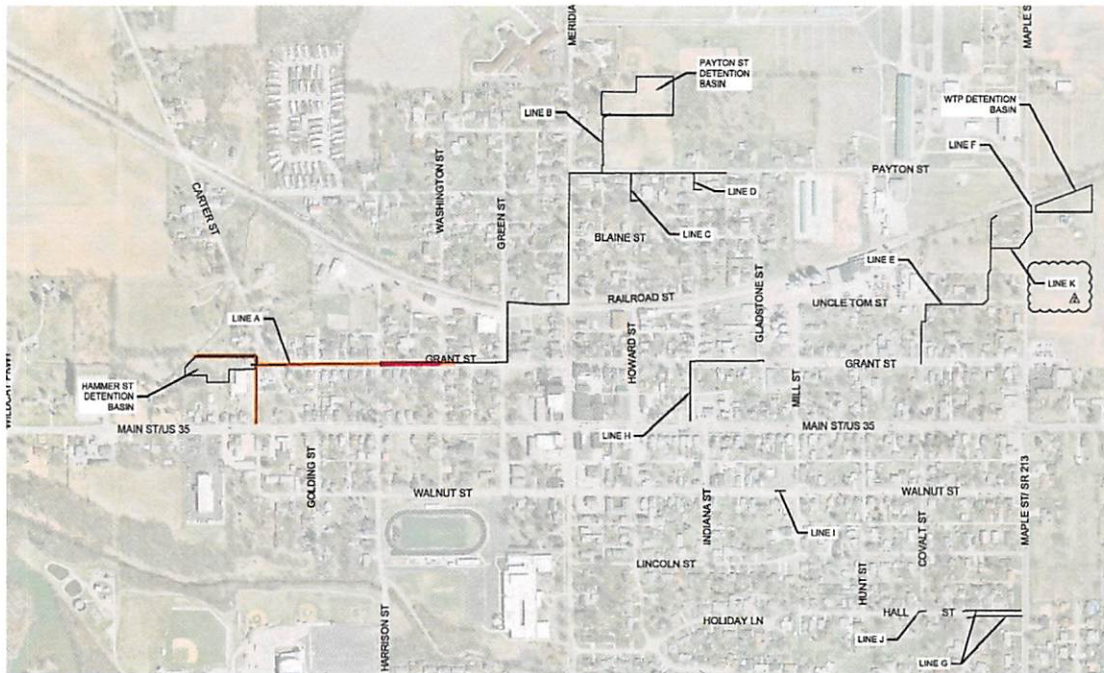 MERIDIA
MAPLE S
PAYTON ST
DETENTION
BASIN
LINE B
WTP DETENTION
BASIN
LINE F
PAYTON ST
WASHINGTON ST
CARTER ST
GREEN ST
LINE D
BLAINE ST
LINE C
LINE E
LINE K
RAILROAD ST
GLADSTONE ST
UNCLE TOM ST
LINE A
GRANT ST
HOWARD ST
GRANT ST
HAMMER ST
DETENTION
BASIN
MILL ST
MAIN ST/US 35
LINE H
MAIN ST/US 35
GOLDING ST
WALNUT ST
INDIANA ST
WALNUT ST
MAPLE ST/ SR 213
LINE I
COVALT ST
LINCOLN ST
HUNT ST
HARRISON ST
HOLIDAY LN
HALL ST
LINE J
LINE G